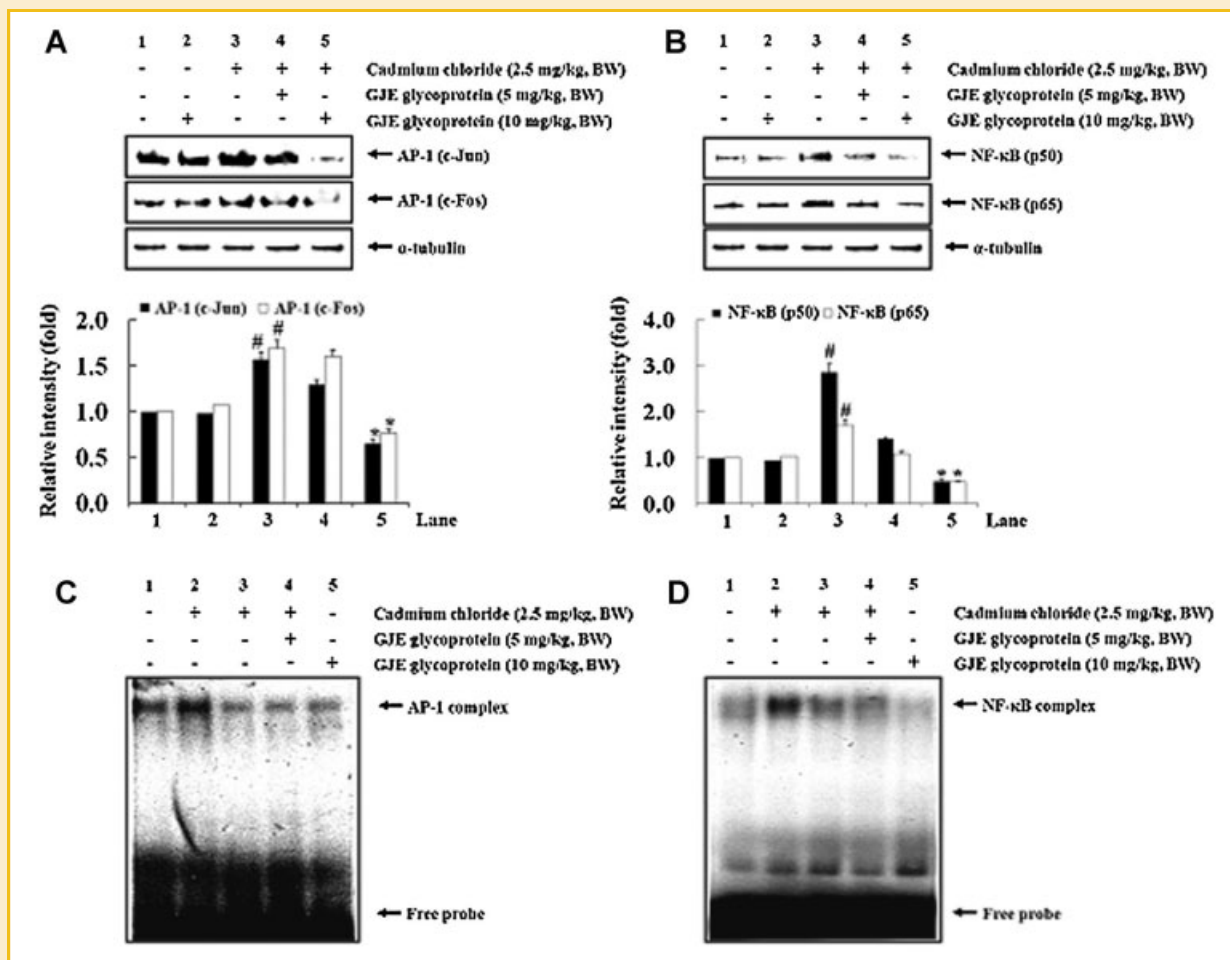 A
1 2 3 4 5
- - + + + Cadmium chloride (2.5 mg/kg, BW)
- - - + - GJE glycoprotein (5 mg/kg, BW)
- + - - + GJE glycoprotein (10 mg/kg, BW)
AP-1 (c-Jun)
AP-1 (c-Fos)
α-tubulin
AP-1 (c-Jun) AP-1 (c-Fos)
Relative intensity (fold)
2.0
1.5
1.0
0.5
0.0
# #
* *
1 2 3 4 5 Lane
B
1 2 3 4 5
- - + + + Cadmium chloride (2.5 mg/kg, BW)
- - - + - GJE glycoprotein (5 mg/kg, BW)
- + - - + GJE glycoprotein (10 mg/kg, BW)
NF-κB (p50)
NF-κB (p65)
α-tubulin
NF-κB (p50) NF-κB (p65)
Relative intensity (fold)
4.0
3.0
2.0
1.0
0.0
#
#
* *
1 2 3 4 5 Lane
C
1 2 3 4 5
- + + + - Cadmium chloride (2.5 mg/kg, BW)
- - - + - GJE glycoprotein (5 mg/kg, BW)
- - - - + GJE glycoprotein (10 mg/kg, BW)
AP-1 complex
Free probe
D
1 2 3 4 5
- + + + - Cadmium chloride (2.5 mg/kg, BW)
- - - + - GJE glycoprotein (5 mg/kg, BW)
- - - - + GJE glycoprotein (10 mg/kg, BW)
NF-κB complex
Free probe